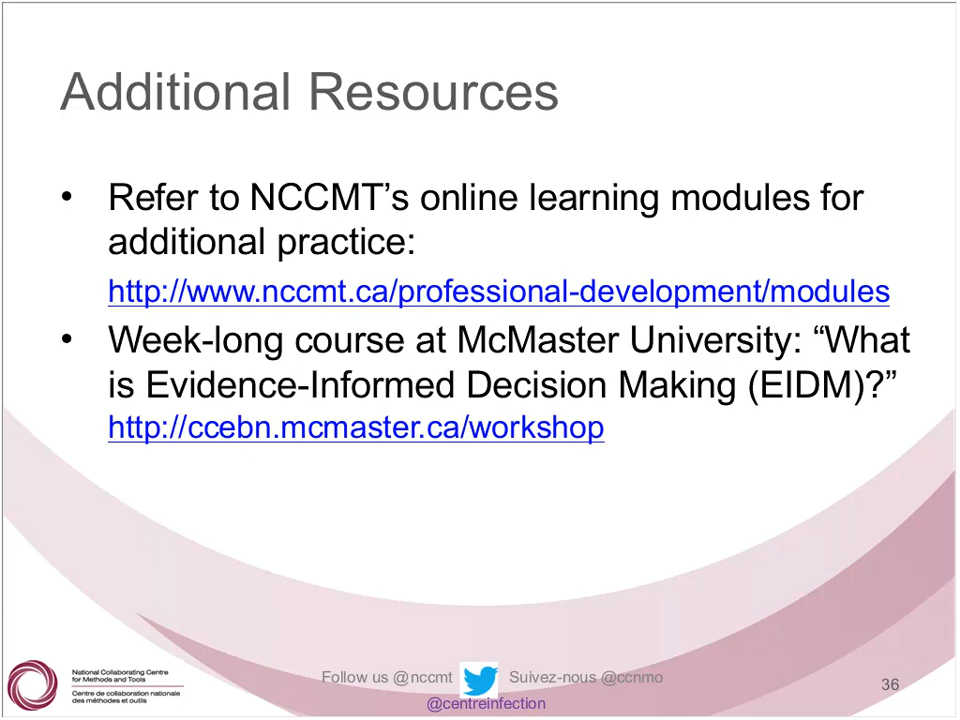 Additional Resources
• Refer to NCCMT’s online learning modules for
additional practice:
http://www.nccmt.ca/professional-development/modules
• Week-long course at McMaster University: “What
is Evidence-Informed Decision Making (EIDM)?”
http://ccebn.mcmaster.ca/workshop
National Collaborating Centre
for Methods and Tools
Centre de collaboration nationale
des méthodes et outils
Follow us @nccmt Suivez-nous @ccnmo
@centreinfection
36